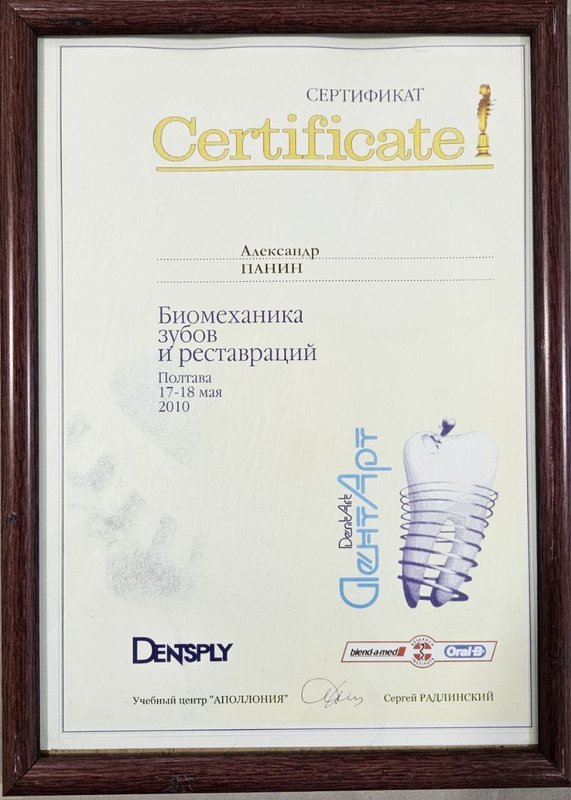 СЕРТИФИКАТ
Certificate
Александр
ПАНИН
Биомеханика
зубов
и реставраций
Полтава
17-18 мая
2010
DentArt
ДентАрт
DENTSPLY
blend-a-med
Oral-B
Учебный центр "АПОЛЛОНИЯ"
Сергей РАДЛИНСКИЙ